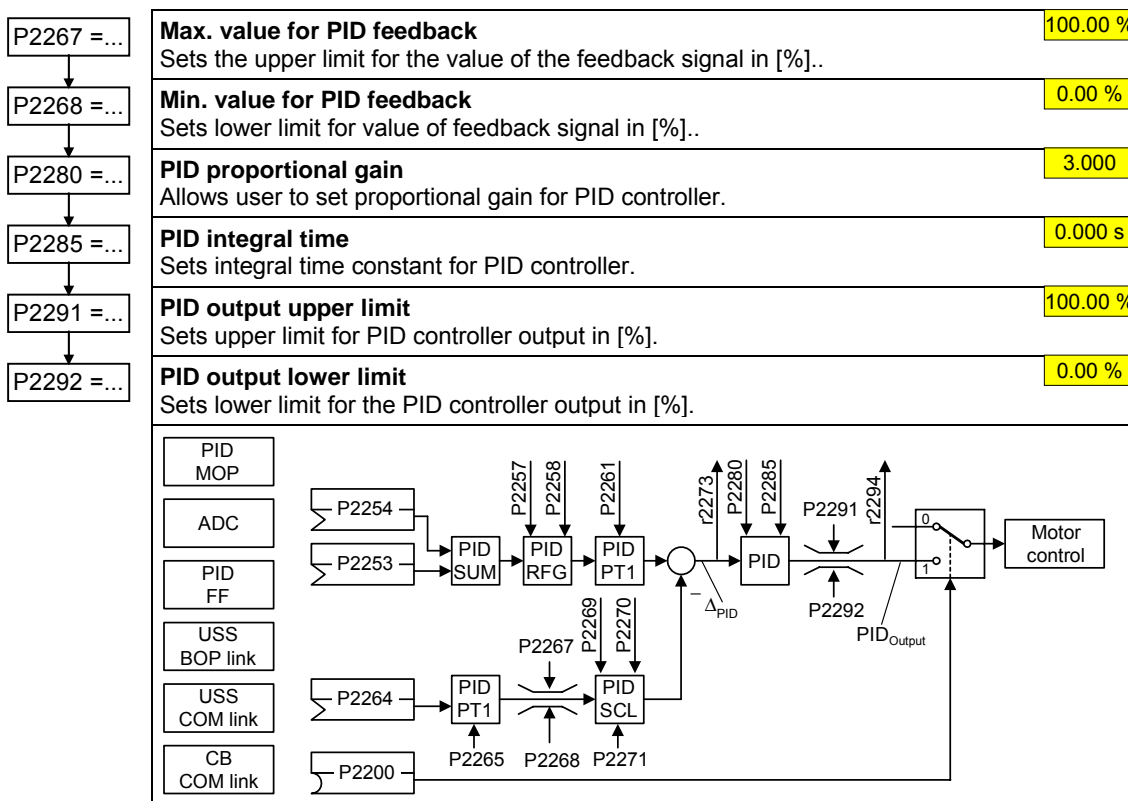 P2267 =...
Max. value for PID feedback
100.00 %
Sets the upper limit for the value of the feedback signal in [%]..
P2268 =...
Min. value for PID feedback
0.00 %
Sets lower limit for value of feedback signal in [%]..
P2280 =...
PID proportional gain
3.000
Allows user to set proportional gain for PID controller.
P2285 =...
PID integral time
0.000 s
Sets integral time constant for PID controller.
P2291 =...
PID output upper limit
100.00 %
Sets upper limit for PID controller output in [%].
P2292 =...
PID output lower limit
0.00 %
Sets lower limit for the PID controller output in [%].
PID
MOP
ADC
PID
FF
USS
BOP link
USS
COM link
CB
COM link
P2254
P2253
PID
SUM
P2257
P2258
PID
RFG
P2261
PID
PT1
r2273
P2280
P2285
PID
P2291
P2292
r2294
0
1
Motor
control
− ΔPID
PIDOutput
P2264
PID
PT1
P2265
P2267
P2268
P2269
P2270
PID
SCL
P2271
P2200